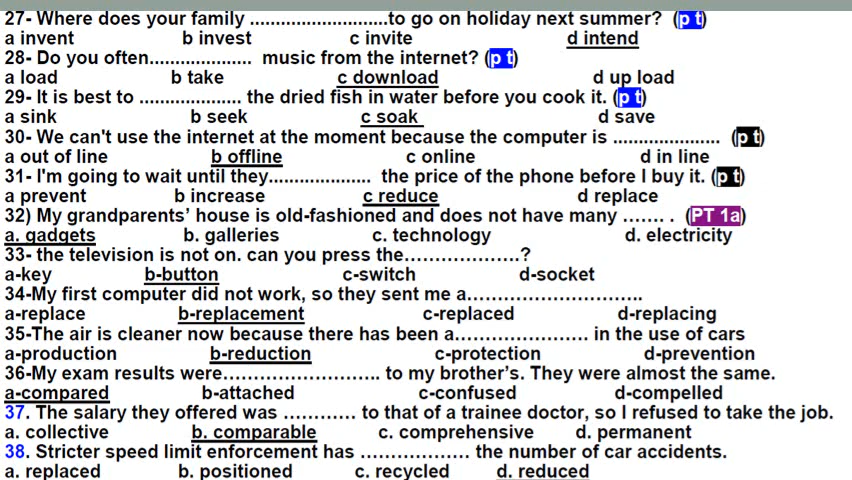 27- Where does your family ............................to go on holiday next summer? (p t)
a invent b invest c invite d intend
28- Do you often..................... music from the internet? (p t)
a load b take c download d up load
29- It is best to ..................... the dried fish in water before you cook it. (p t)
a sink b seek c soak d save
30- We can't use the internet at the moment because the computer is ...................... (p t)
a out of line b offline c online d in line
31- I'm going to wait until they..................... the price of the phone before I buy it. (p t)
a prevent b increase c reduce d replace
32) My grandparents’ house is old-fashioned and does not have many ……. . (PT 1a)
a. gadgets b. galleries c. technology d. electricity
33- the television is not on. can you press the………………….?
a-key b-button c-switch d-socket
34-My first computer did not work, so they sent me a…………………………..
a-replace b-replacement c-replaced d-replacing
35-The air is cleaner now because there has been a…………………… in the use of cars
a-production b-reduction c-protection d-prevention
36-My exam results were……………………….. to my brother’s. They were almost the same.
a-compared b-attached c-confused d-compelled
37. The salary they offered was ………… to that of a trainee doctor, so I refused to take the job.
a. collective b. comparable c. comprehensive d. permanent
38. Stricter speed limit enforcement has ……………… the number of car accidents.
a. replaced b. positioned c. recycled d. reduced